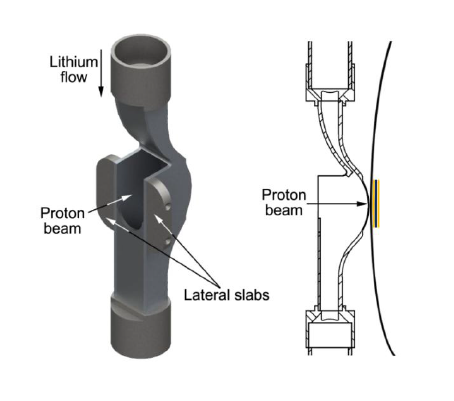 Lithium
flow
Proton
beam
Lateral slabs
Proton
beam